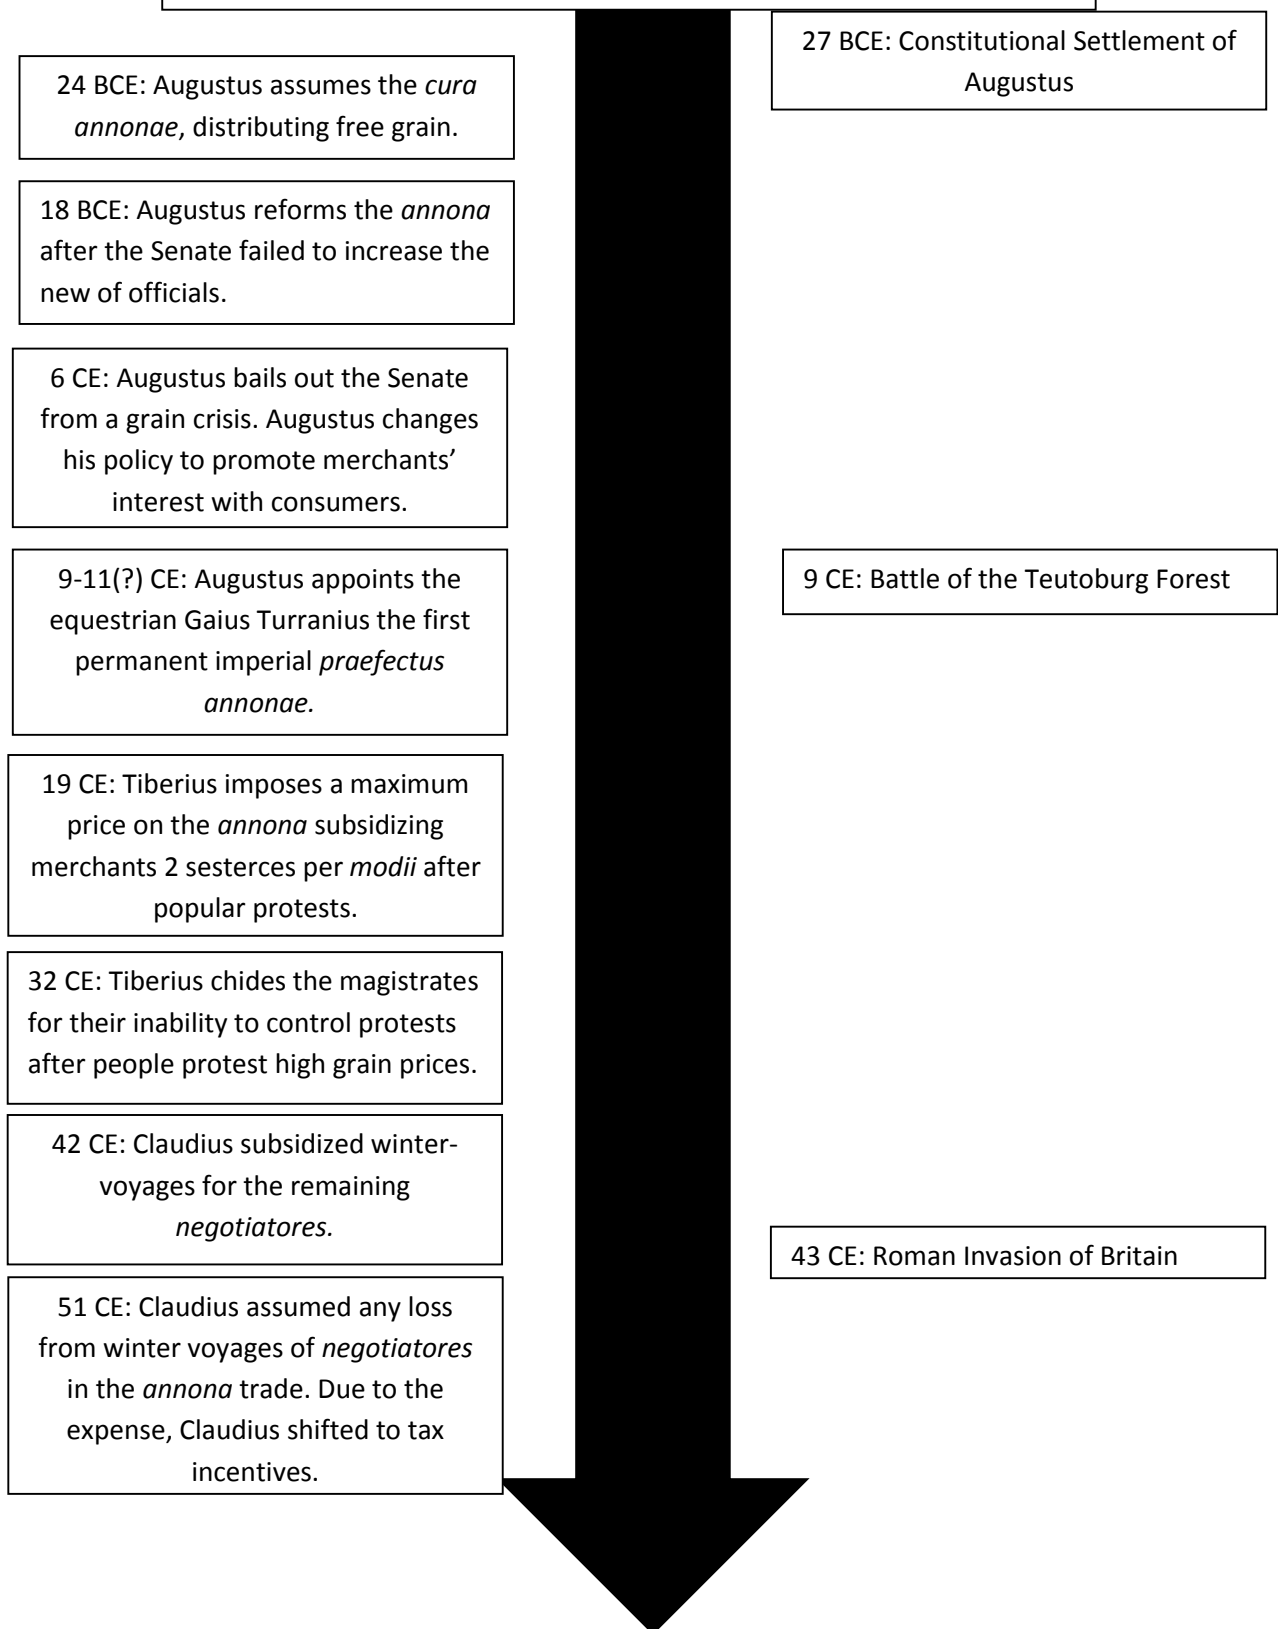 27 BCE: Constitutional Settlement of
Augustus
24 BCE: Augustus assumes the cura
annonae, distributing free grain.
18 BCE: Augustus reforms the annona
after the Senate failed to increase the
new of officials.
6 CE: Augustus bails out the Senate
from a grain crisis. Augustus changes
his policy to promote merchants’
interest with consumers.
9-11(?) CE: Augustus appoints the
equestrian Gaius Turranius the first
permanent imperial praefectus
annonae.
9 CE: Battle of the Teutoburg Forest
19 CE: Tiberius imposes a maximum
price on the annona subsidizing
merchants 2 sesterces per modii after
popular protests.
32 CE: Tiberius chides the magistrates
for their inability to control protests
after people protest high grain prices.
42 CE: Claudius subsidized winter-
voyages for the remaining
negotiatores.
43 CE: Roman Invasion of Britain
51 CE: Claudius assumed any loss
from winter voyages of negotiatores
in the annona trade. Due to the
expense, Claudius shifted to tax
incentives.